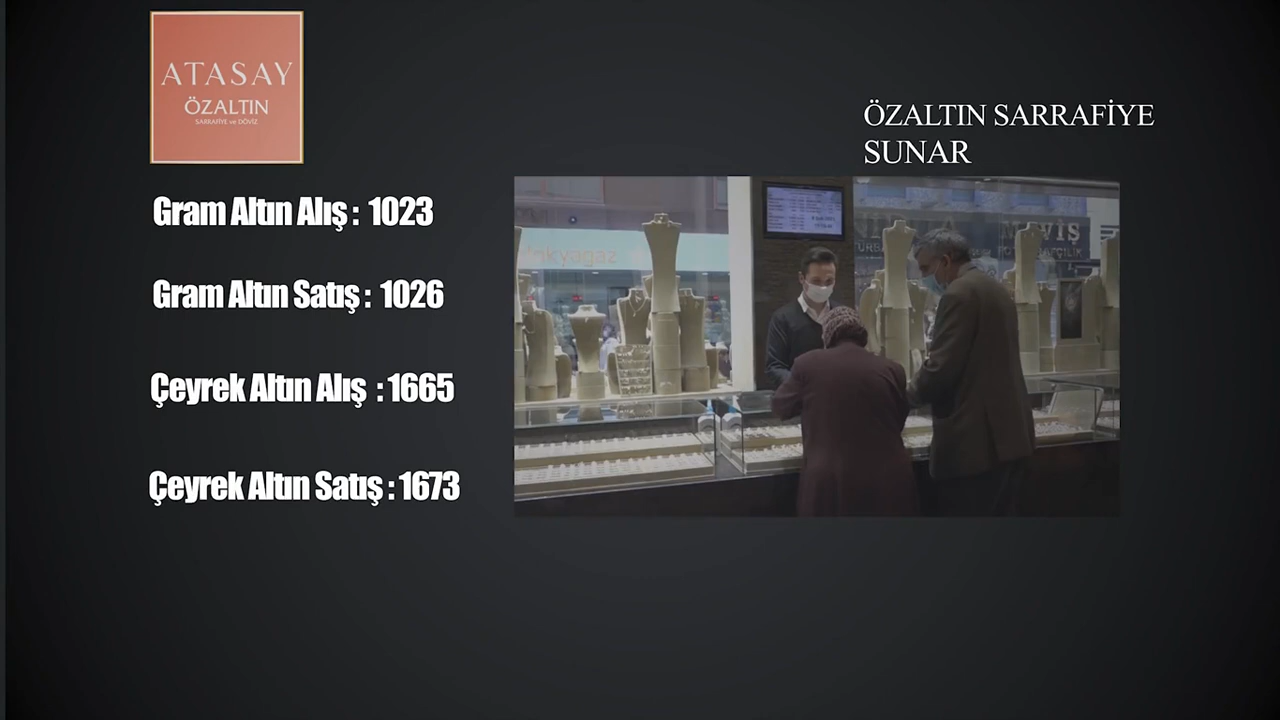 ATASAY
ÖZALTIN
SARRAFİYE ve DÖVİZ
ÖZALTIN SARRAFİYE
SUNAR
Gram Altın Alış : 1023
Gram Altın Satış : 1026
Çeyrek Altın Alış : 1665
Çeyrek Altın Satış : 1673